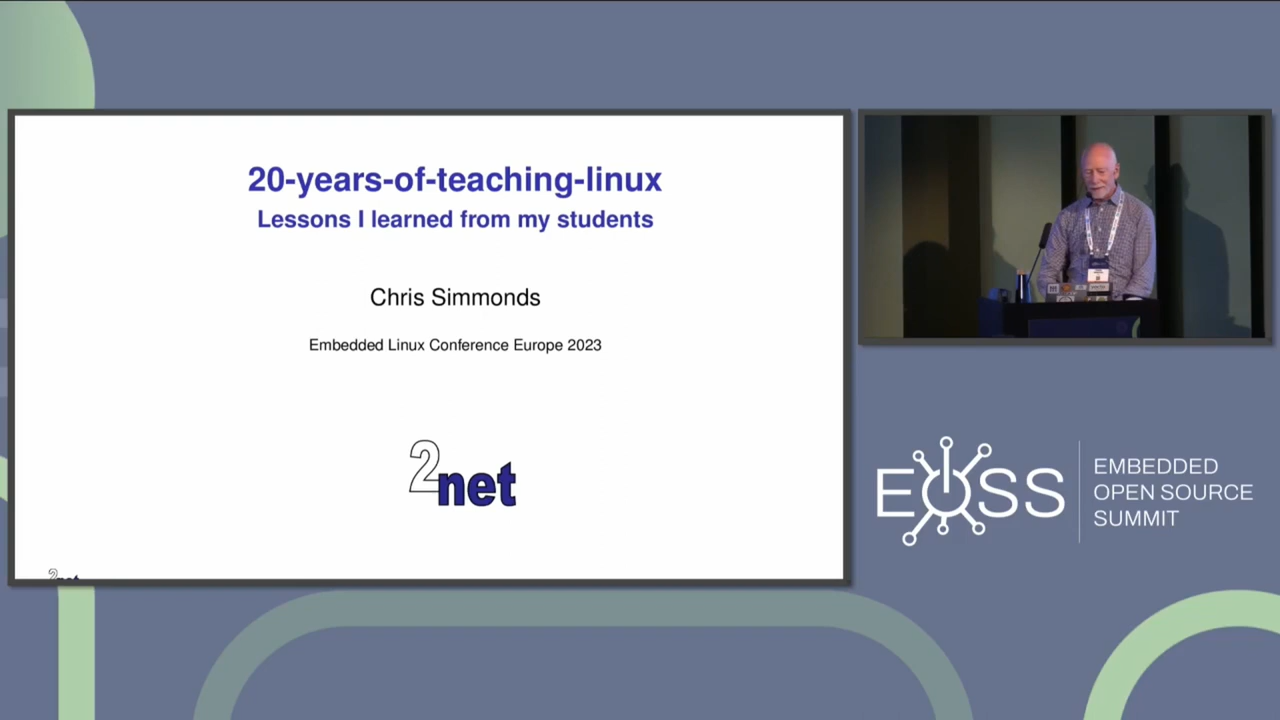 20-years-of-teaching-linux
Lessons I learned from my students
Chris Simmonds
Embedded Linux Conference Europe 2023
2net
2net
EOSS
EMBEDDED
OPEN SOURCE
SUMMIT